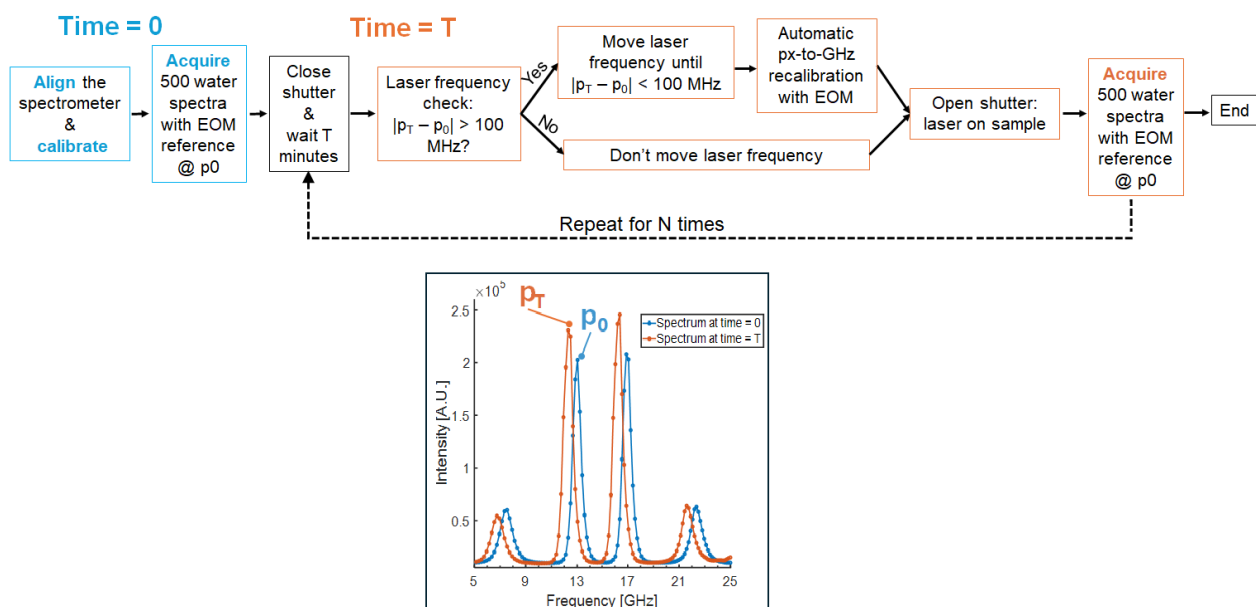 Time = 0
Time = T
Align the
spectrometer
&
calibrate
Acquire
500 water
spectra
with EOM
reference
@ p0
Close
shutter
&
wait T
minutes
Laser frequency
check:
|pT – p0| > 100
MHz?
Yes
No
Move laser
frequency until
|pT – p0| < 100 MHz
Automatic
px-to-GHz
recalibration
with EOM
Don't move laser frequency
Open shutter:
laser on sample
Acquire
500 water
spectra
with EOM
reference
@ p0
End
Repeat for N times
×10^5
pT
p0
Spectrum at time = 0
Spectrum at time = T
2.5
2
1.5
1
0.5
Intensity [A.U.]
5 9 13 17 21 25
Frequency [GHz]